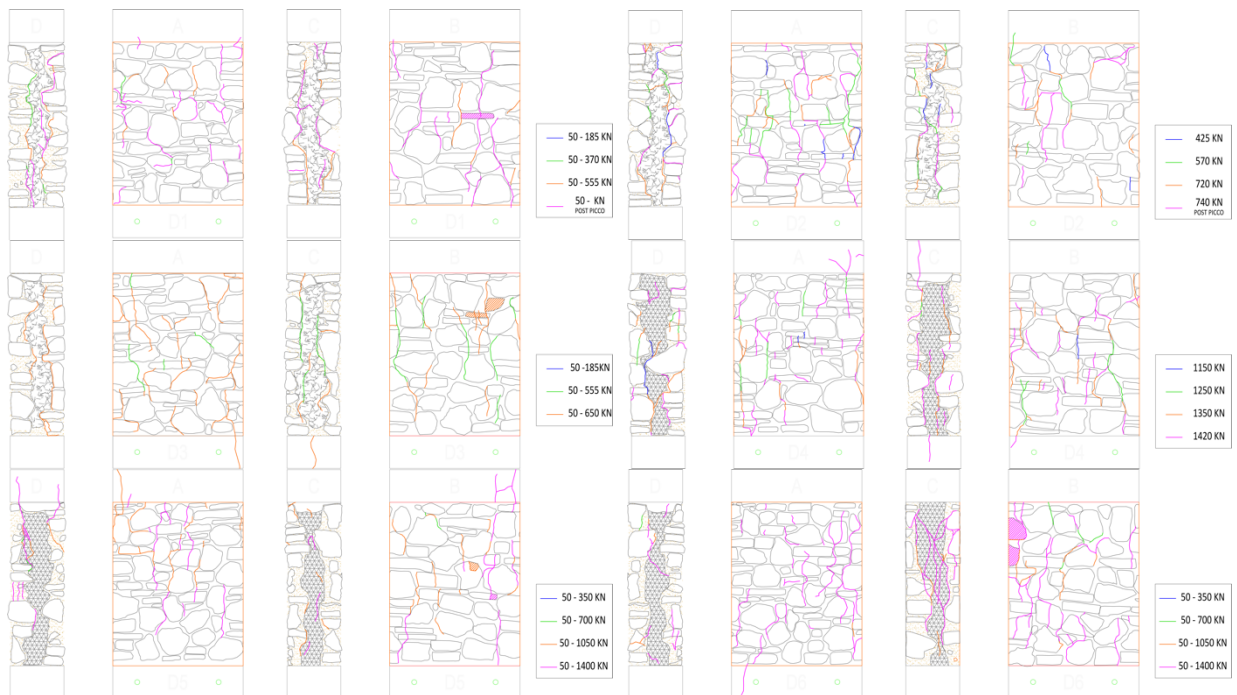 D A C B D A C B
50 - 185 KN
50 - 370 KN
50 - 555 KN
50 - KN
POST PICCO
425 KN
570 KN
720 KN
740 KN
POST PICCO
D1 D1 D2 D2
D A C B D A C B
50 -185KN
50 - 555 KN
50 - 650 KN
1150 KN
1250 KN
1350 KN
1420 KN
D3 D3 D4 D4
D A C B D A C B
50 - 350 KN
50 - 700 KN
50 - 1050 KN
50 - 1400 KN
50 - 350 KN
50 - 700 KN
50 - 1050 KN
50 - 1400 KN
D5 D5 D6 D6